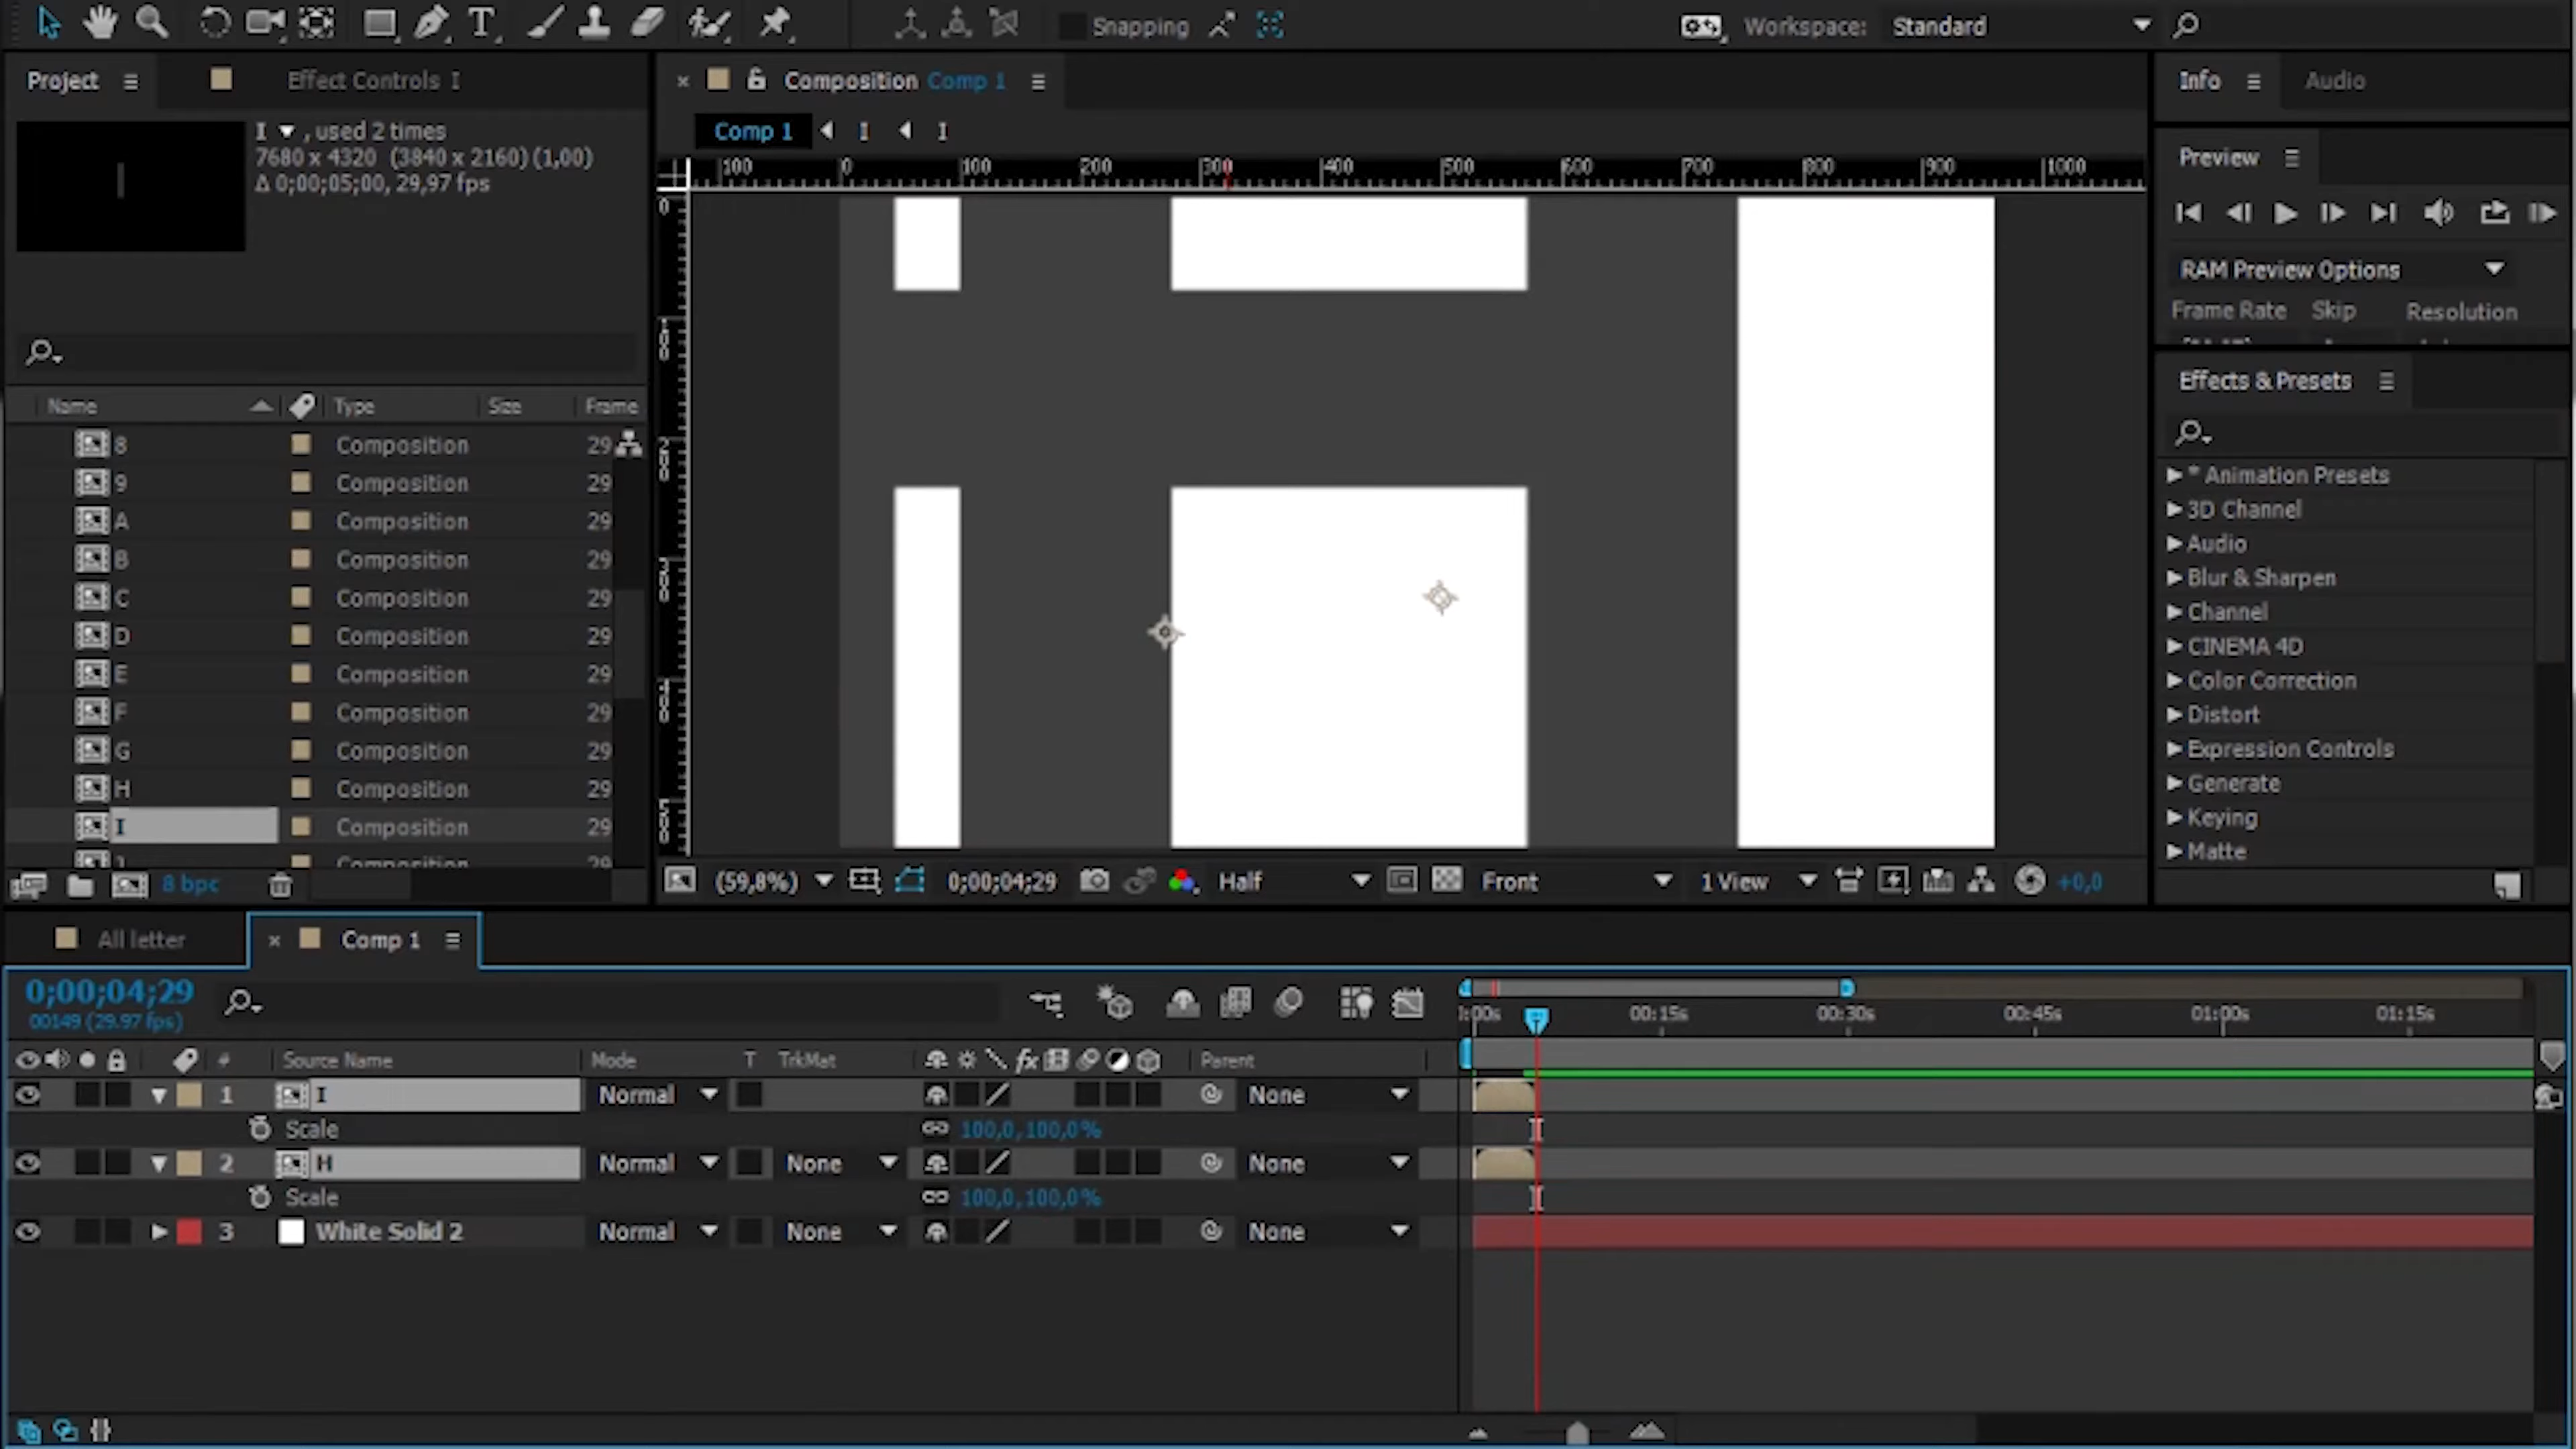 Snapping
Workspace: Standard
Project
Effect Controls I
Composition Comp 1
Info
Audio
I , used 2 times
7680 x 4320 (3840 x 2160) (1,00)
Δ 0;00;05;00, 29,97 fps
Comp 1 I I
100 0 100 200 300 400 500 600 700 800 900 1000
Preview
RAM Preview Options
Frame Rate Skip Resolution
Effects & Presets
Name Type Size Frame
8 Composition 29
9 Composition 29
A Composition 29
B Composition 29
C Composition 29
D Composition 29
E Composition 29
F Composition 29
G Composition 29
H Composition 29
I Composition 29
* Animation Presets
3D Channel
Audio
Blur & Sharpen
Channel
CINEMA 4D
Color Correction
Distort
Expression Controls
Generate
Keying
Matte
8 bpc
(59,8%) 0;00;04;29 Half Front 1 View +0,0
All letter
Comp 1
0;00;04;29
00149 (29.97 fps)
:00s 00:15s 00:30s 00:45s 01:00s 01:15s
# Source Name Mode T TrkMat fx Parent
1 I Normal None
Scale 100,0,100,0%
2 H Normal None None
Scale 100,0,100,0%
3 White Solid 2 Normal None None